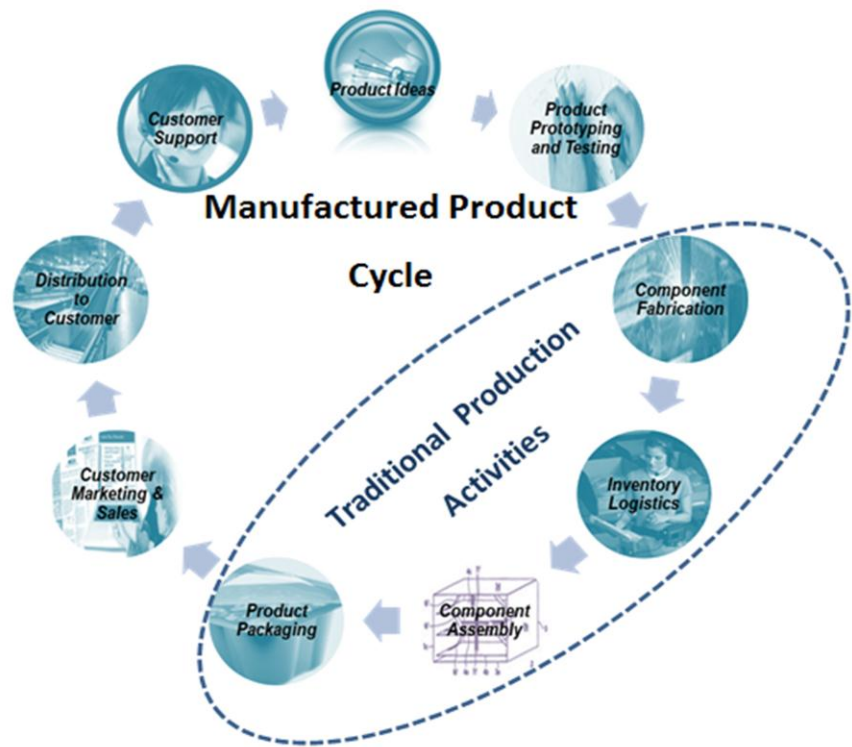 Product Ideas
Product
Prototyping
and Testing
Customer
Support
Manufactured Product
Cycle
Component
Fabrication
Distribution
to
Customer
Traditional Production
Activities
Inventory
Logistics
Customer
Marketing &
Sales
Component
Assembly
Product
Packaging